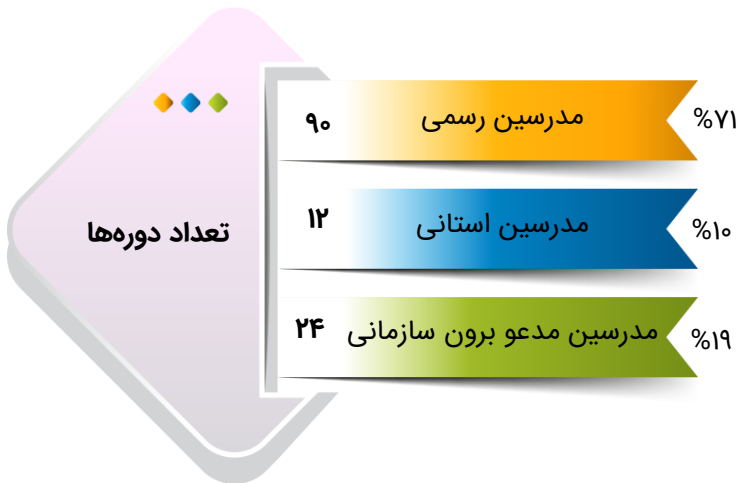 تعداد دوره‌ها
%۷۱
مدرسین رسمی
۹۰
%۱۰
مدرسین استانی
۱۲
%۱۹
مدرسین مدعو برون سازمانی
۲۴